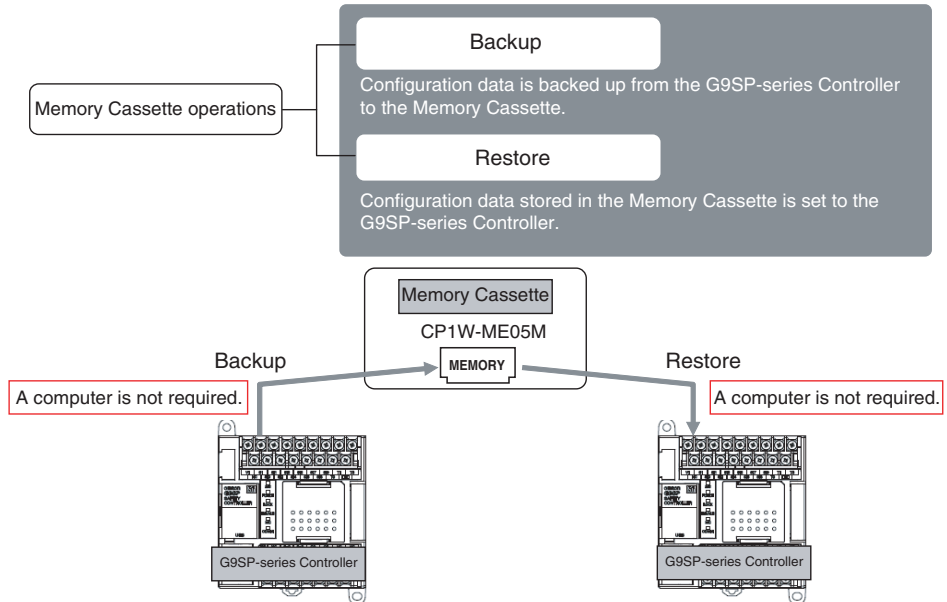 Backup
Configuration data is backed up from the G9SP-series Controller
to the Memory Cassette.
Memory Cassette operations
Restore
Configuration data stored in the Memory Cassette is set to the
G9SP-series Controller.
Memory Cassette
CP1W-ME05M
MEMORY
Backup
Restore
A computer is not required.
A computer is not required.
G9SP-series Controller
G9SP-series Controller